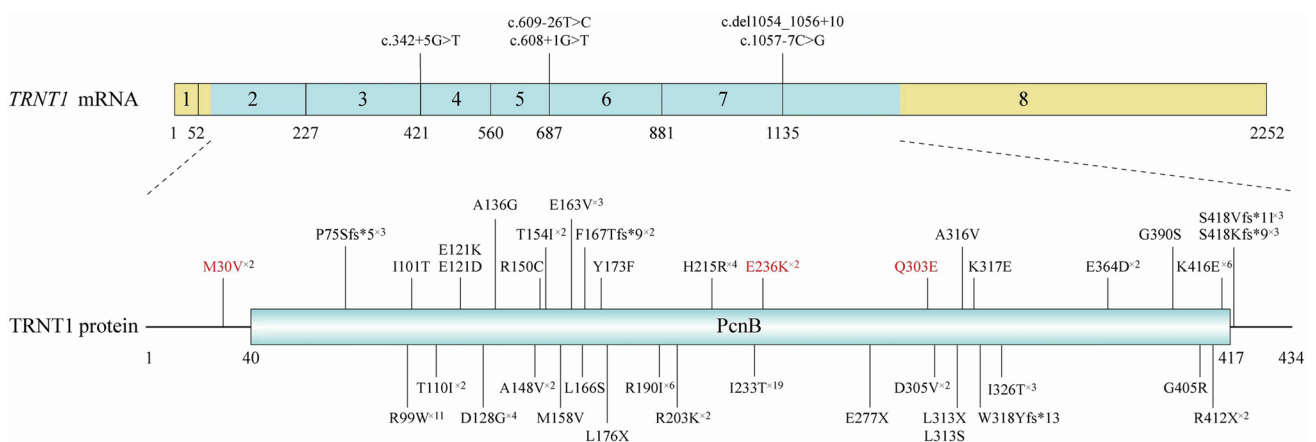 c.609-26T>C
c.del1054_1056+10
c.342+5G>T
c.608+1G>T
c.1057-7C>G
TRNT1 mRNA
1 2 3 4 5 6 7 8
1 52 227 421 560 687 881 1135 2252
A136G E163V×3
S418Vfs*11×3
P75Sfs*5×3 T154I×2 F167Tfs*9×2 A316V G390S S418Kfs*9×3
E121K
M30V×2 I101T E121D R150C Y173F H215R×4 E236K×2 Q303E K317E E364D×2 K416E×6
TRNT1 protein PcnB
1 40 417 434
T110I×2 A148V×2 L166S R190I×6 I233T×19 D305V×2 I326T×3 G405R
R99W×11 D128G×4 M158V R203K×2 E277X L313X W318Yfs*13 R412X×2
L176X L313S